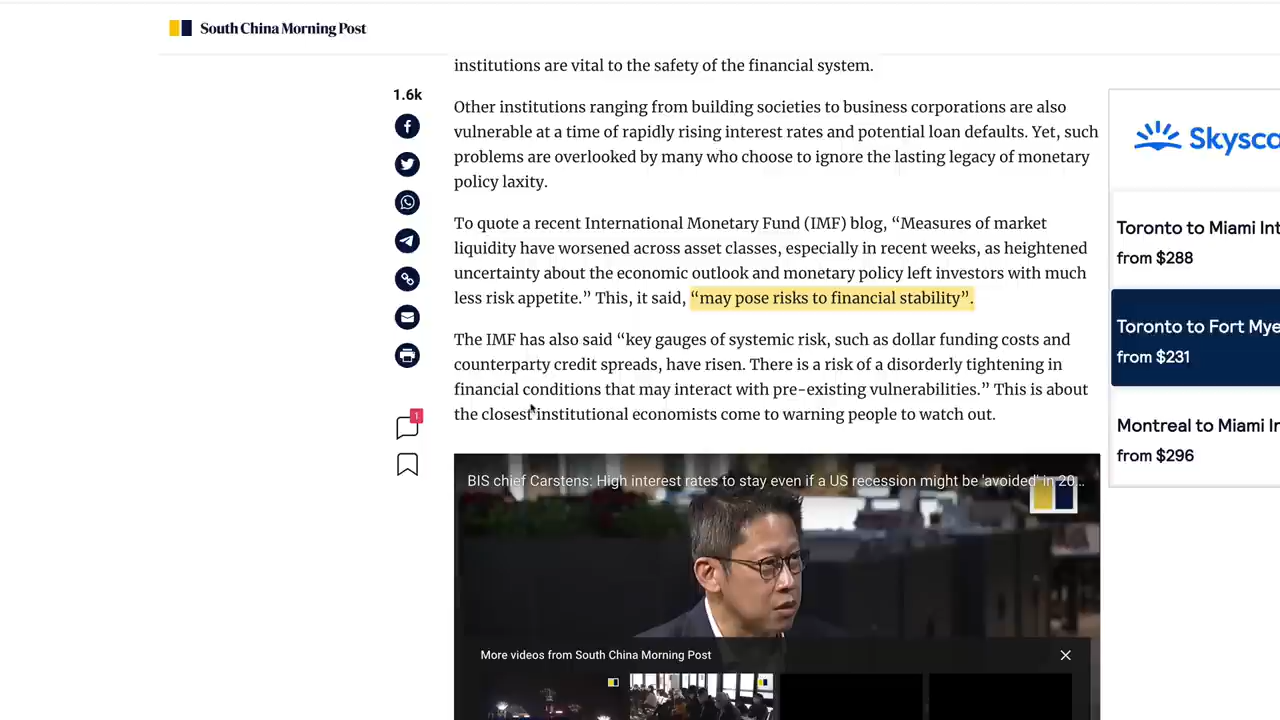 South China Morning Post
institutions are vital to the safety of the financial system.
1.6k
Other institutions ranging from building societies to business corporations are also
vulnerable at a time of rapidly rising interest rates and potential loan defaults. Yet, such
problems are overlooked by many who choose to ignore the lasting legacy of monetary
policy laxity.
To quote a recent International Monetary Fund (IMF) blog, “Measures of market
liquidity have worsened across asset classes, especially in recent weeks, as heightened
uncertainty about the economic outlook and monetary policy left investors with much
less risk appetite.” This, it said, “may pose risks to financial stability”.
The IMF has also said “key gauges of systemic risk, such as dollar funding costs and
counterparty credit spreads, have risen. There is a risk of a disorderly tightening in
financial conditions that may interact with pre-existing vulnerabilities.” This is about
the closest institutional economists come to warning people to watch out.
1
BIS chief Carstens: High interest rates to stay even if a US recession might be 'avoided' in 20...
More videos from South China Morning Post
Skysca
Toronto to Miami Int
from $288
Toronto to Fort Mye
from $231
Montreal to Miami In
from $296